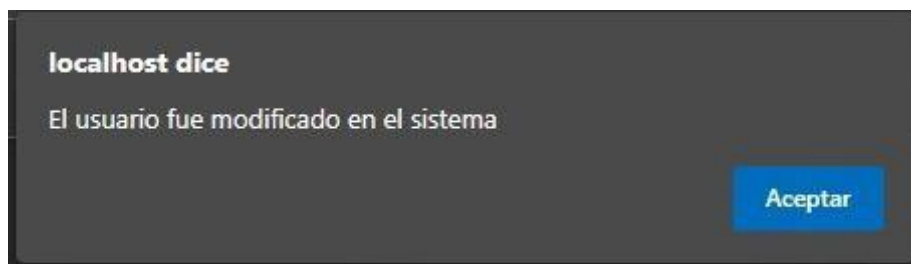 localhost dice
El usuario fue modificado en el sistema
Aceptar